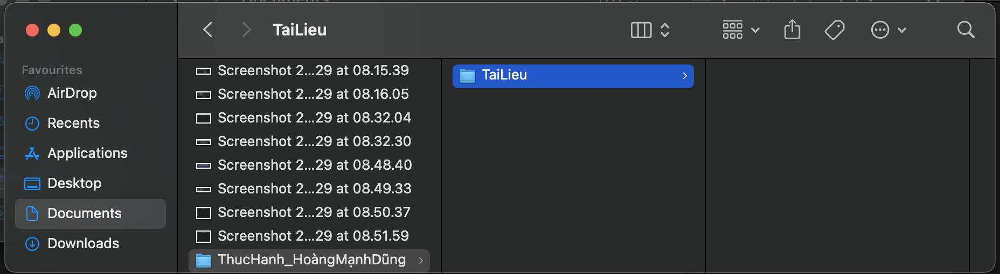 TaiLieu
Favourites
AirDrop
Recents
Applications
Desktop
Documents
Downloads
Screenshot 2...29 at 08.15.39
Screenshot 2...29 at 08.16.05
Screenshot 2...29 at 08.32.04
Screenshot 2...29 at 08.32.30
Screenshot 2...29 at 08.48.40
Screenshot 2...29 at 08.49.33
Screenshot 2...29 at 08.50.37
Screenshot 2...29 at 08.51.59
ThucHanh_HoàngMạnhDũng
TaiLieu